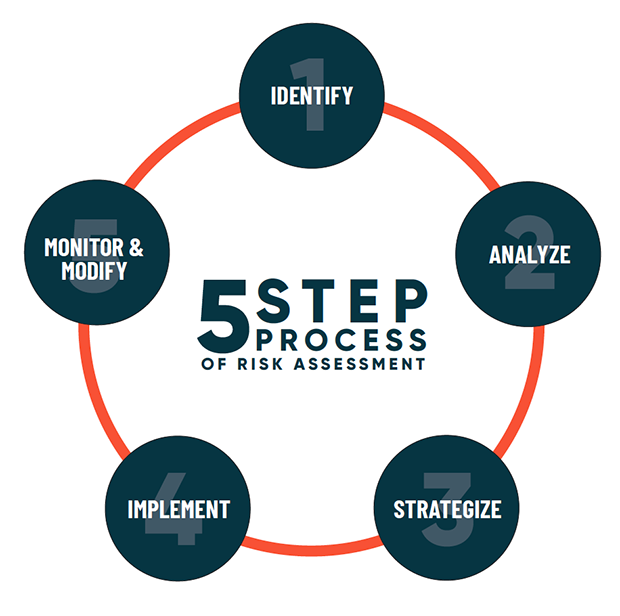 1
IDENTIFY
2
ANALYZE
3
STRATEGIZE
4
IMPLEMENT
5
MONITOR &
MODIFY
5 STEP
PROCESS
OF RISK ASSESSMENT